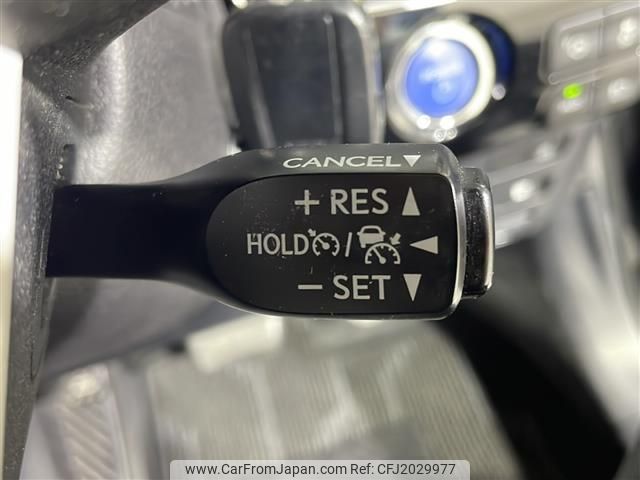 CANCEL▼
+ RES ▲
HOLD / ◀
− SET ▼
www.CarFromJapan.com | Ref: CFJ2029977